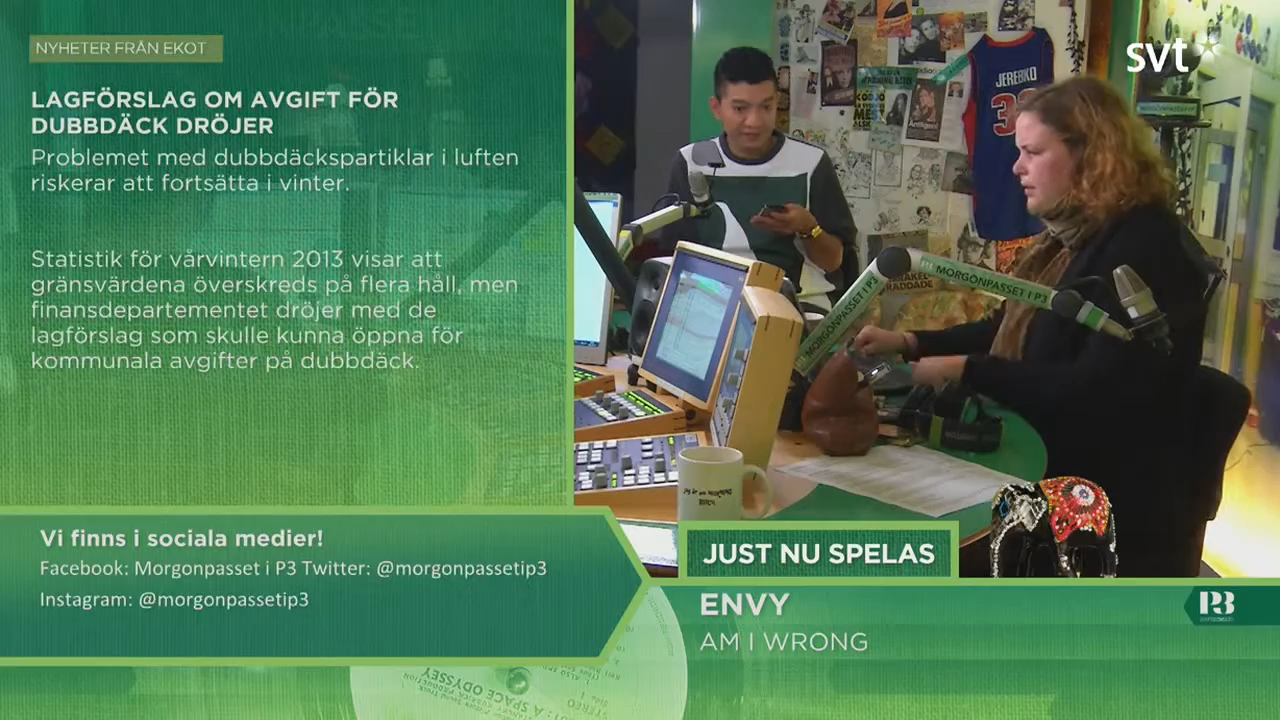 NYHETER FRÅN EKOT
LAGFÖRSLAG OM AVGIFT FÖR
DUBBDÄCK DRÖJER
Problemet med dubbdäckspartiklar i luften
riskerar att fortsätta i vinter.
Statistik för vårvintern 2013 visar att
gränsvärdena överskreds på flera håll, men
finansdepartementet dröjer med de
lagförslag som skulle kunna öppna för
kommunala avgifter på dubbdäck.
svt
JEREBKO
MORGONPASSET I P3
MORGONPASSET I P3
Vi finns i sociala medier!
Facebook: Morgonpasset i P3 Twitter: @morgonpassetip3
Instagram: @morgonpassetip3
JUST NU SPELAS
ENVY
AM I WRONG
P3
A SPACE ODYSSEY
STEREO